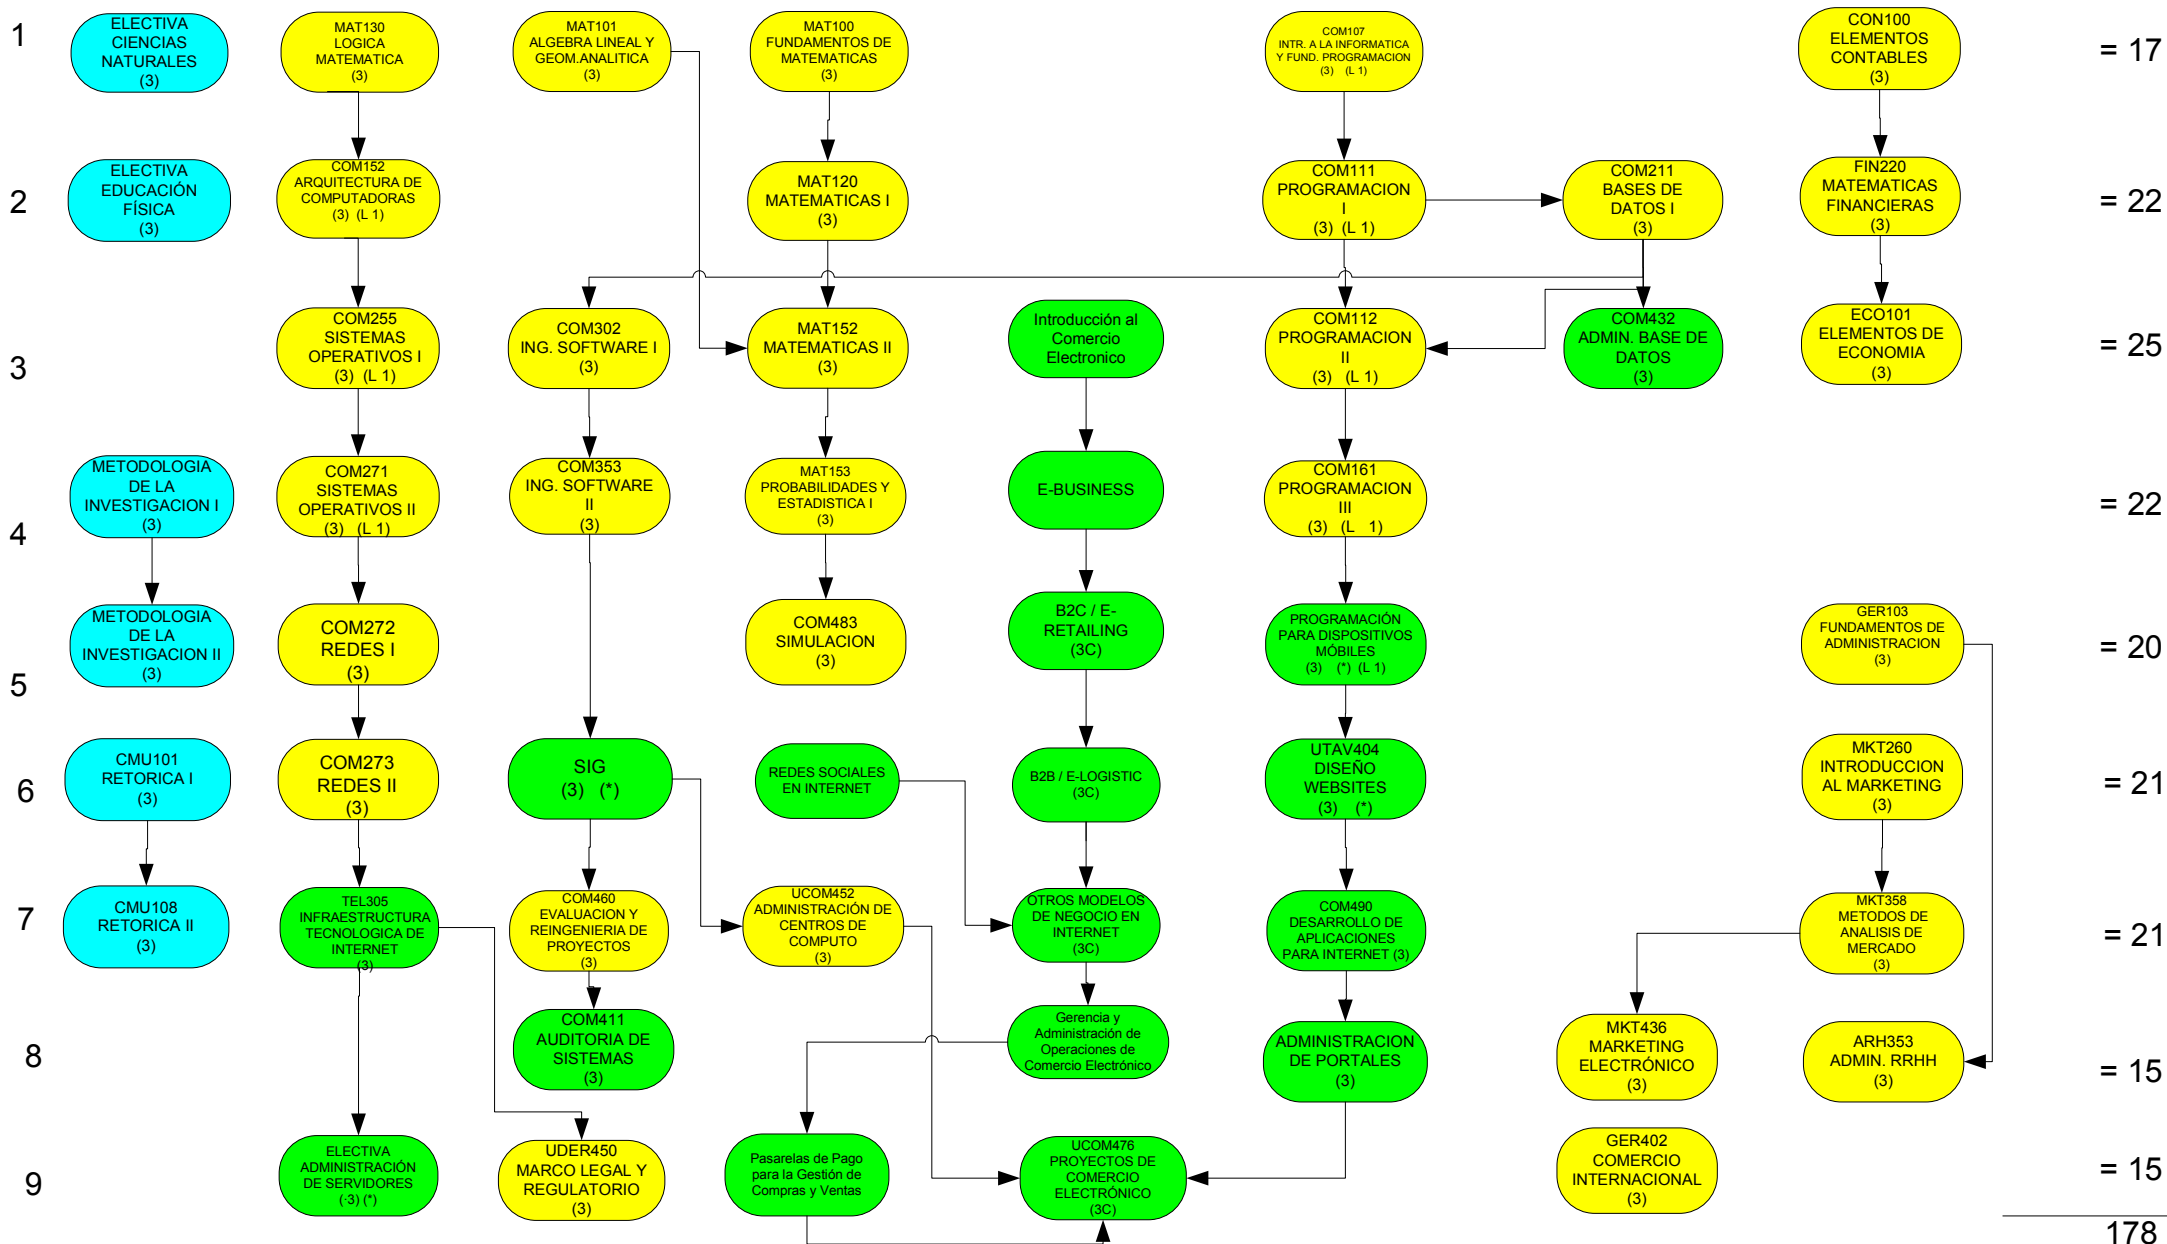 1
ELECTIVA
CIENCIAS
NATURALES
(3)
MAT130
LOGICA
MATEMATICA
(3)
MAT101
ALGEBRA LINEAL Y
GEOM.ANALITICA
(3)
MAT100
FUNDAMENTOS DE
MATEMATICAS
(3)
COM107
INTR. A LA INFORMATICA
Y FUND. PROGRAMACION
(3) (L 1)
CON100
ELEMENTOS
CONTABLES
(3)
= 17
2
ELECTIVA
EDUCACIÓN
FÍSICA
(3)
COM152
ARQUITECTURA DE
COMPUTADORAS
(3) (L 1)
MAT120
MATEMATICAS I
(3)
COM111
PROGRAMACION
I
(3) (L 1)
COM211
BASES DE
DATOS I
(3)
FIN220
MATEMATICAS
FINANCIERAS
(3)
= 22
3
COM255
SISTEMAS
OPERATIVOS I
(3) (L 1)
COM302
ING. SOFTWARE I
(3)
MAT152
MATEMATICAS II
(3)
Introducción al
Comercio
Electronico
COM112
PROGRAMACION
II
(3) (L 1)
COM432
ADMIN. BASE DE
DATOS
(3)
ECO101
ELEMENTOS DE
ECONOMIA
(3)
= 25
4
METODOLOGIA
DE LA
INVESTIGACION I
(3)
COM271
SISTEMAS
OPERATIVOS II
(3) (L 1)
COM353
ING. SOFTWARE
II
(3)
MAT153
PROBABILIDADES Y
ESTADISTICA I
(3)
E-BUSINESS
COM161
PROGRAMACION
III
(3) (L 1)
= 22
5
METODOLOGIA
DE LA
INVESTIGACION II
(3)
COM272
REDES I
(3)
COM483
SIMULACION
(3)
B2C / E-
RETAILING
(3C)
PROGRAMACIÓN
PARA DISPOSITIVOS
MÓBILES
(3) (*) (L 1)
GER103
FUNDAMENTOS DE
ADMINISTRACION
(3)
= 20
6
CMU101
RETORICA I
(3)
COM273
REDES II
(3)
SIG
(3) (*)
REDES SOCIALES
EN INTERNET
B2B / E-LOGISTIC
(3C)
UTAV404
DISEÑO
WEBSITES
(3) (*)
MKT260
INTRODUCCION
AL MARKETING
(3)
= 21
7
CMU108
RETORICA II
(3)
TEL305
INFRAESTRUCTURA
TECNOLOGICA DE
INTERNET
(3)
COM460
EVALUACION Y
REINGENIERIA DE
PROYECTOS
(3)
UCOM452
ADMINISTRACIÓN DE
CENTROS DE
COMPUTO
(3)
OTROS MODELOS
DE NEGOCIO EN
INTERNET
(3C)
COM490
DESARROLLO DE
APLICACIONES
PARA INTERNET (3)
MKT358
METODOS DE
ANALISIS DE
MERCADO
(3)
= 21
8
COM411
AUDITORIA DE
SISTEMAS
(3)
Gerencia y
Administración de
Operaciones de
Comercio Electrónico
ADMINISTRACION
DE PORTALES
(3)
MKT436
MARKETING
ELECTRÓNICO
(3)
ARH353
ADMIN. RRHH
(3)
= 15
9
ELECTIVA
ADMINISTRACIÓN
DE SERVIDORES
(·3) (*)
UDER450
MARCO LEGAL Y
REGULATORIO
(3)
Pasarelas de Pago
para la Gestión de
Compras y Ventas
UCOM476
PROYECTOS DE
COMERCIO
ELECTRÓNICO
(3C)
GER402
COMERCIO
INTERNACIONAL
(3)
= 15
178